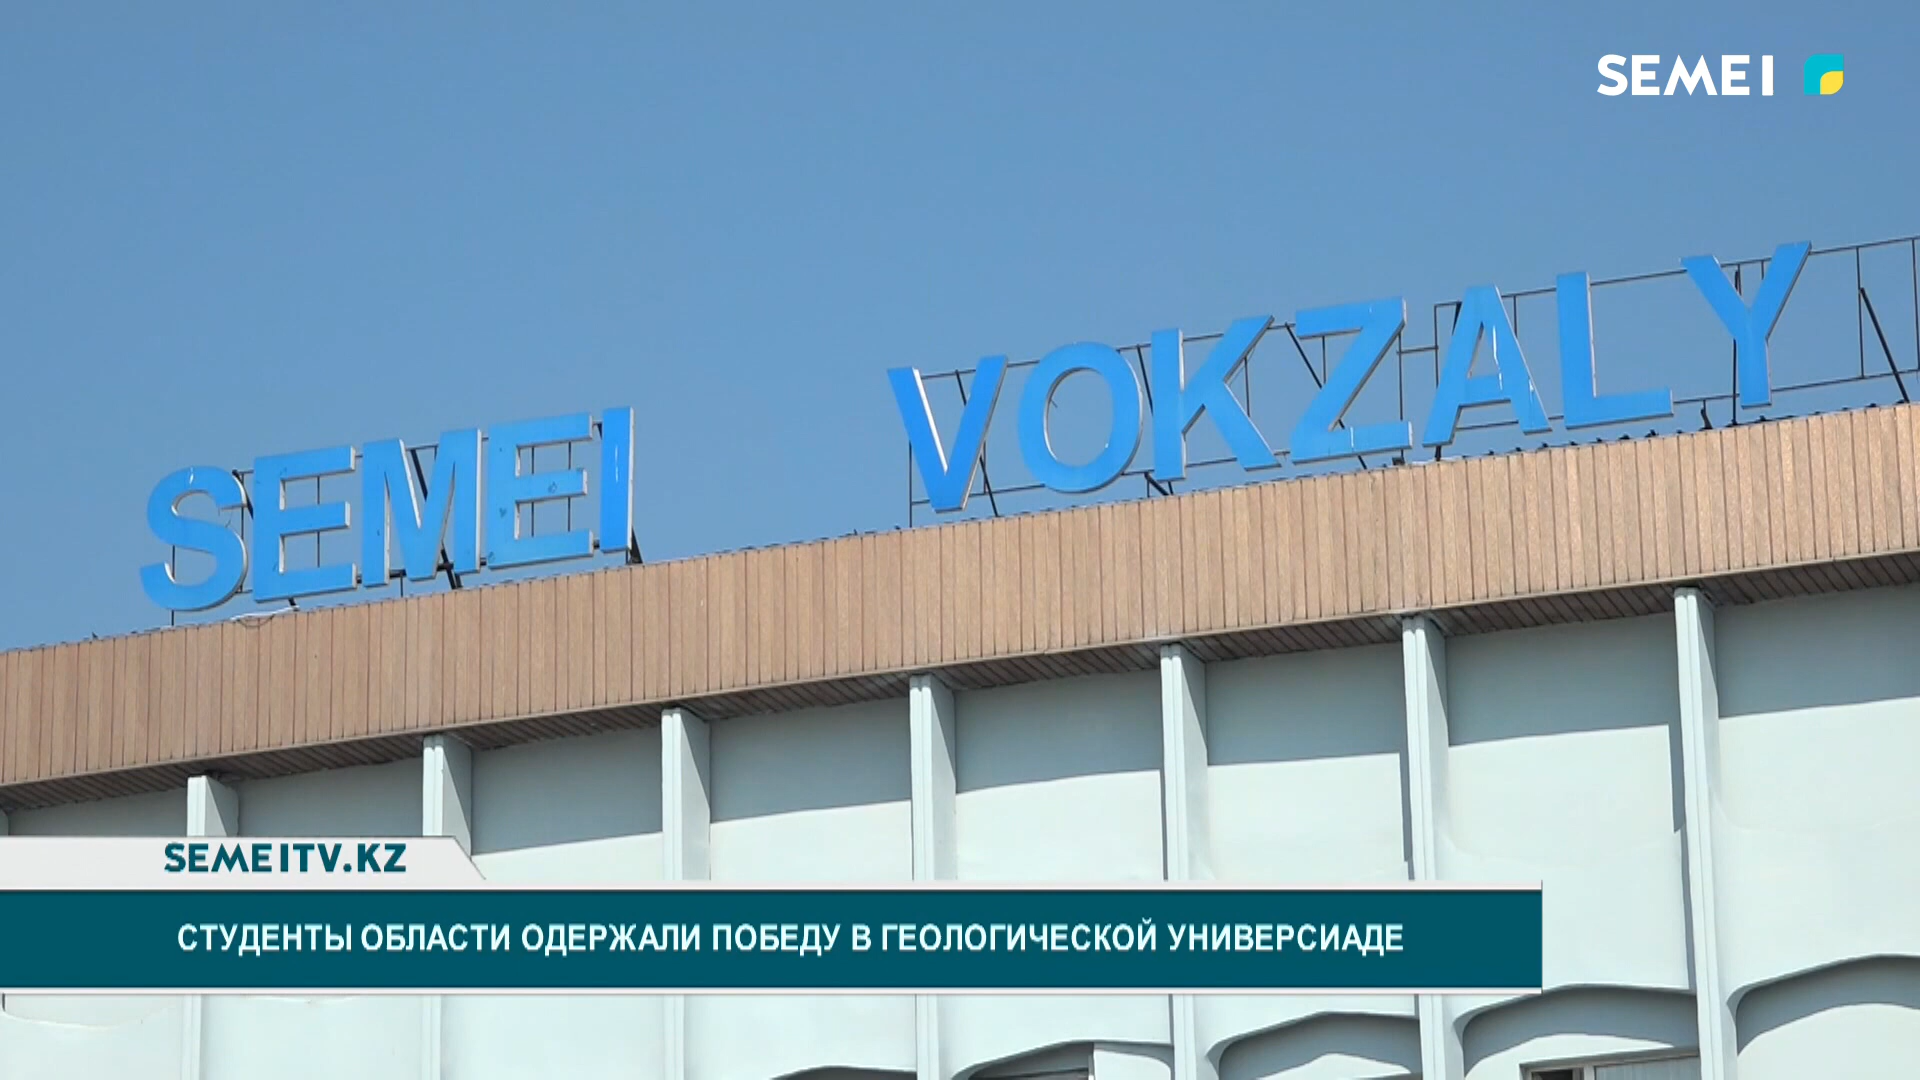 SEMEI
SEMEI VOKZALY
SEMEITV.KZ
СТУДЕНТЫ ОБЛАСТИ ОДЕРЖАЛИ ПОБЕДУ В ГЕОЛОГИЧЕСКОЙ УНИВЕРСИАДЕ